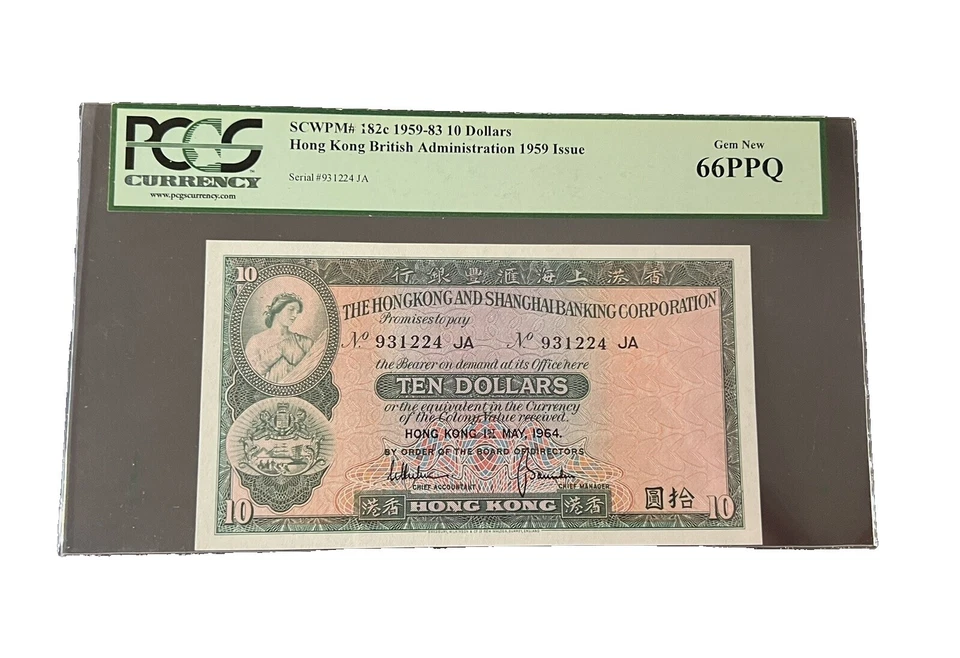 PCGS
CURRENCY
www.pcgscurrency.com
SCWPM# 182c 1959-83 10 Dollars
Hong Kong British Administration 1959 Issue
Serial #931224 JA
Gem New
66PPQ
10
行銀豐滙海上港香
THE HONGKONG AND SHANGHAI BANKING CORPORATION
Promises to pay
Nº 931224 JA Nº 931224 JA
the Bearer on demand at its Office here
TEN DOLLARS
or the equivalent in the Currency
of the Colony, Value received.
HONG KONG 1ST MAY, 1964.
BY ORDER OF THE BOARD OF DIRECTORS
CHIEF ACCOUNTANT CHIEF MANAGER
10 港香 HONG KONG 港香 圓拾 10